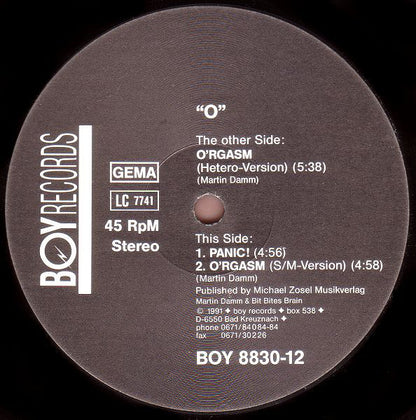 "O"
The other Side:
O'RGASM
(Hetero-Version) (5:38)
(Martin Damm)
BOY RECORDS
GEMA
LC 7741
45 RpM
Stereo
This Side:
1. PANIC! (4:56)
2. O'RGASM (S/M-Version) (4:58)
(Martin Damm)
Published by Michael Zosel Musikverlag
Martin Damm & Bit Bites Brain
© 1991 ✦ boy records ✦ box 538 ✦
D-6550 Bad Kreuznach ✦
phone 0671/84084-84
fax 0671/30226
BOY 8830-12